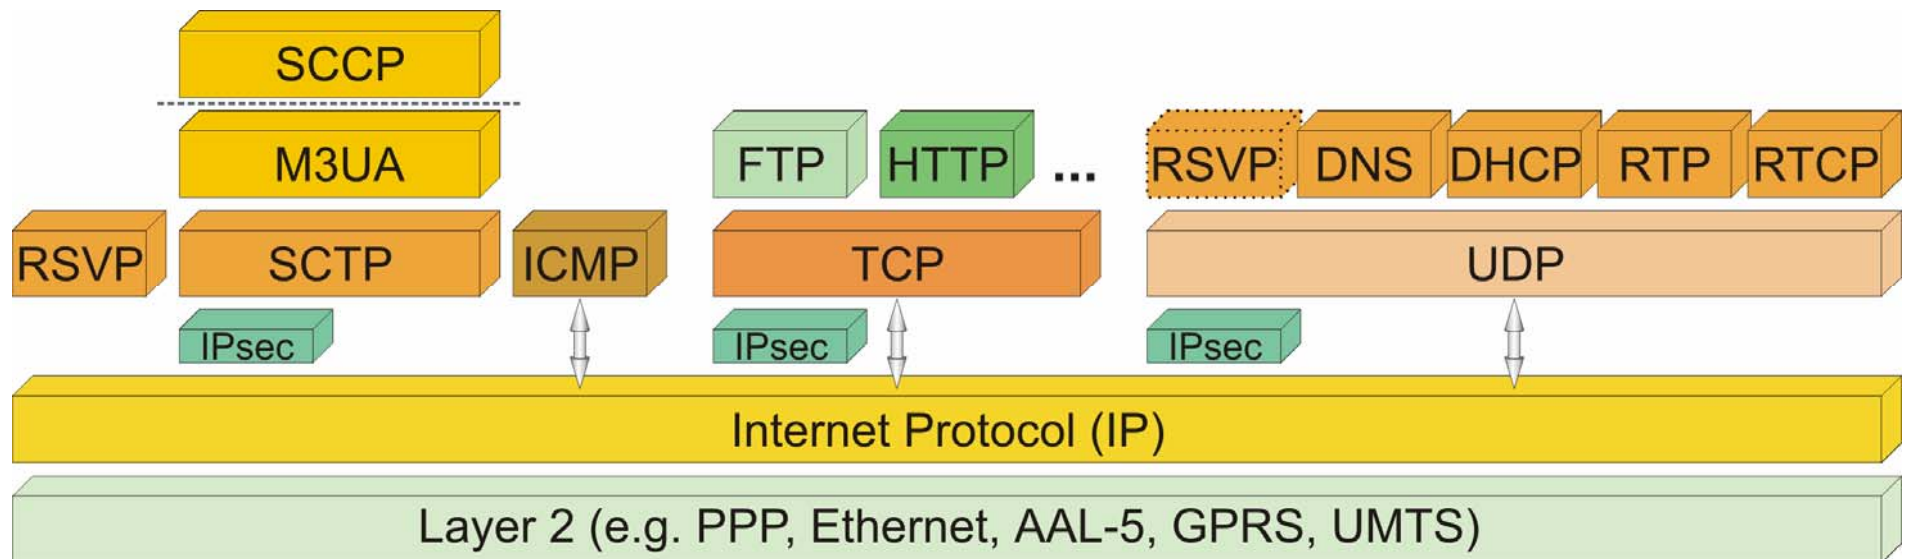 SCCP
M3UA
FTP
HTTP
...
RSVP
DNS
DHCP
RTP
RTCP
RSVP
SCTP
ICMP
TCP
UDP
IPsec
IPsec
IPsec
Internet Protocol (IP)
Layer 2 (e.g. PPP, Ethernet, AAL-5, GPRS, UMTS)